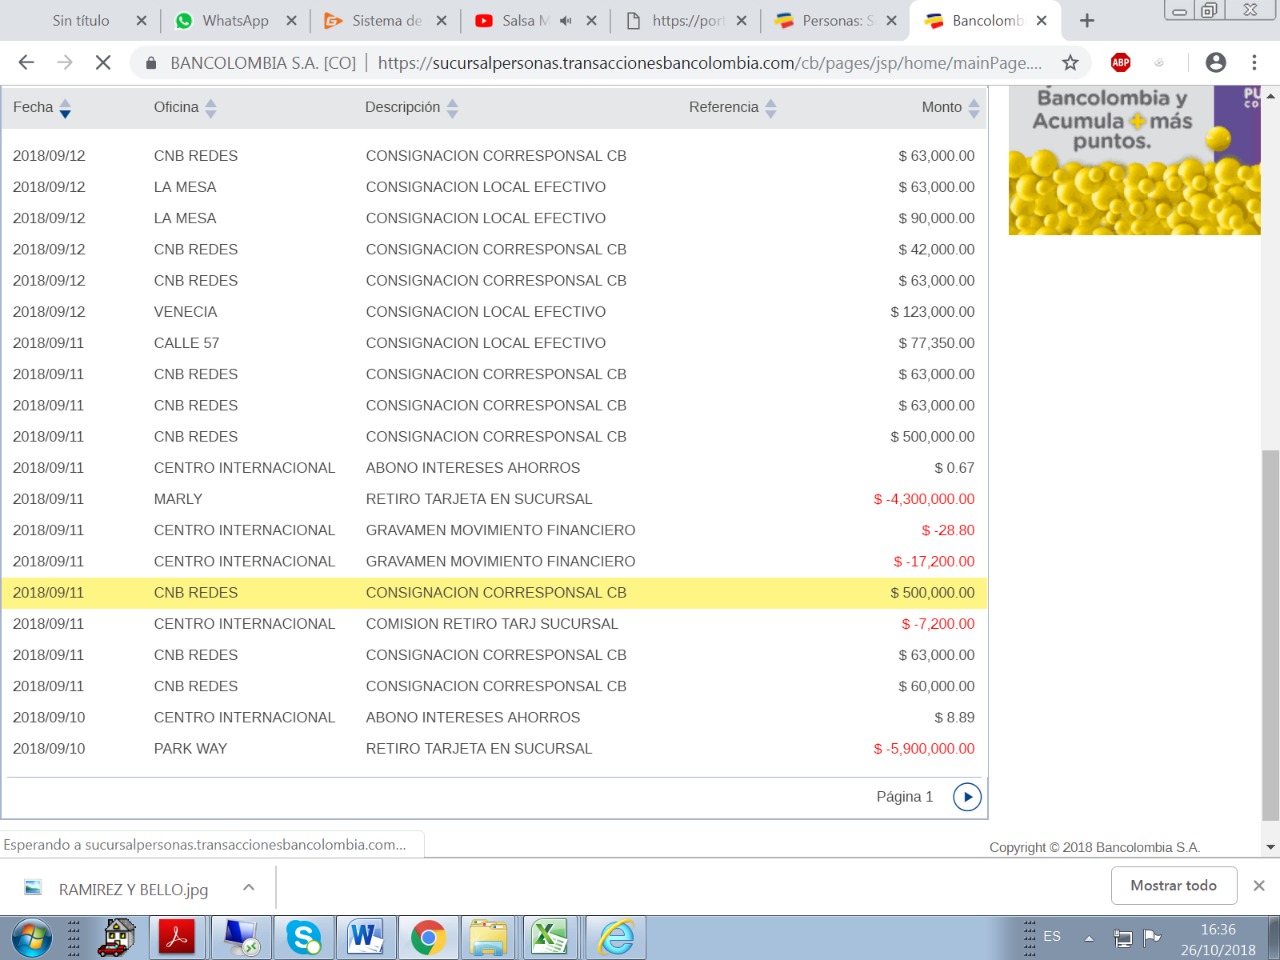 Sin título
WhatsApp
Sistema de
Salsa M
https://port
Personas: S
Bancolomb
BANCOLOMBIA S.A. [CO] | https://sucursalpersonas.transaccionesbancolombia.com/cb/pages/jsp/home/mainPage....
ABP
Fecha Oficina Descripción Referencia Monto
2018/09/12 CNB REDES CONSIGNACION CORRESPONSAL CB $ 63,000.00
2018/09/12 LA MESA CONSIGNACION LOCAL EFECTIVO $ 63,000.00
2018/09/12 LA MESA CONSIGNACION LOCAL EFECTIVO $ 90,000.00
2018/09/12 CNB REDES CONSIGNACION CORRESPONSAL CB $ 42,000.00
2018/09/12 CNB REDES CONSIGNACION CORRESPONSAL CB $ 63,000.00
2018/09/12 VENECIA CONSIGNACION LOCAL EFECTIVO $ 123,000.00
2018/09/11 CALLE 57 CONSIGNACION LOCAL EFECTIVO $ 77,350.00
2018/09/11 CNB REDES CONSIGNACION CORRESPONSAL CB $ 63,000.00
2018/09/11 CNB REDES CONSIGNACION CORRESPONSAL CB $ 63,000.00
2018/09/11 CNB REDES CONSIGNACION CORRESPONSAL CB $ 500,000.00
2018/09/11 CENTRO INTERNACIONAL ABONO INTERESES AHORROS $ 0.67
2018/09/11 MARLY RETIRO TARJETA EN SUCURSAL $ -4,300,000.00
2018/09/11 CENTRO INTERNACIONAL GRAVAMEN MOVIMIENTO FINANCIERO $ -28.80
2018/09/11 CENTRO INTERNACIONAL GRAVAMEN MOVIMIENTO FINANCIERO $ -17,200.00
2018/09/11 CNB REDES CONSIGNACION CORRESPONSAL CB $ 500,000.00
2018/09/11 CENTRO INTERNACIONAL COMISION RETIRO TARJ SUCURSAL $ -7,200.00
2018/09/11 CNB REDES CONSIGNACION CORRESPONSAL CB $ 63,000.00
2018/09/11 CNB REDES CONSIGNACION CORRESPONSAL CB $ 60,000.00
2018/09/10 CENTRO INTERNACIONAL ABONO INTERESES AHORROS $ 8.89
2018/09/10 PARK WAY RETIRO TARJETA EN SUCURSAL $ -5,900,000.00
Página 1
Bancolombia y
Acumula +más
puntos.
PU
CO
Esperando a sucursalpersonas.transaccionesbancolombia.com...
Copyright © 2018 Bancolombia S.A.
RAMIREZ Y BELLO.jpg
Mostrar todo
ES
16:36
26/10/2018